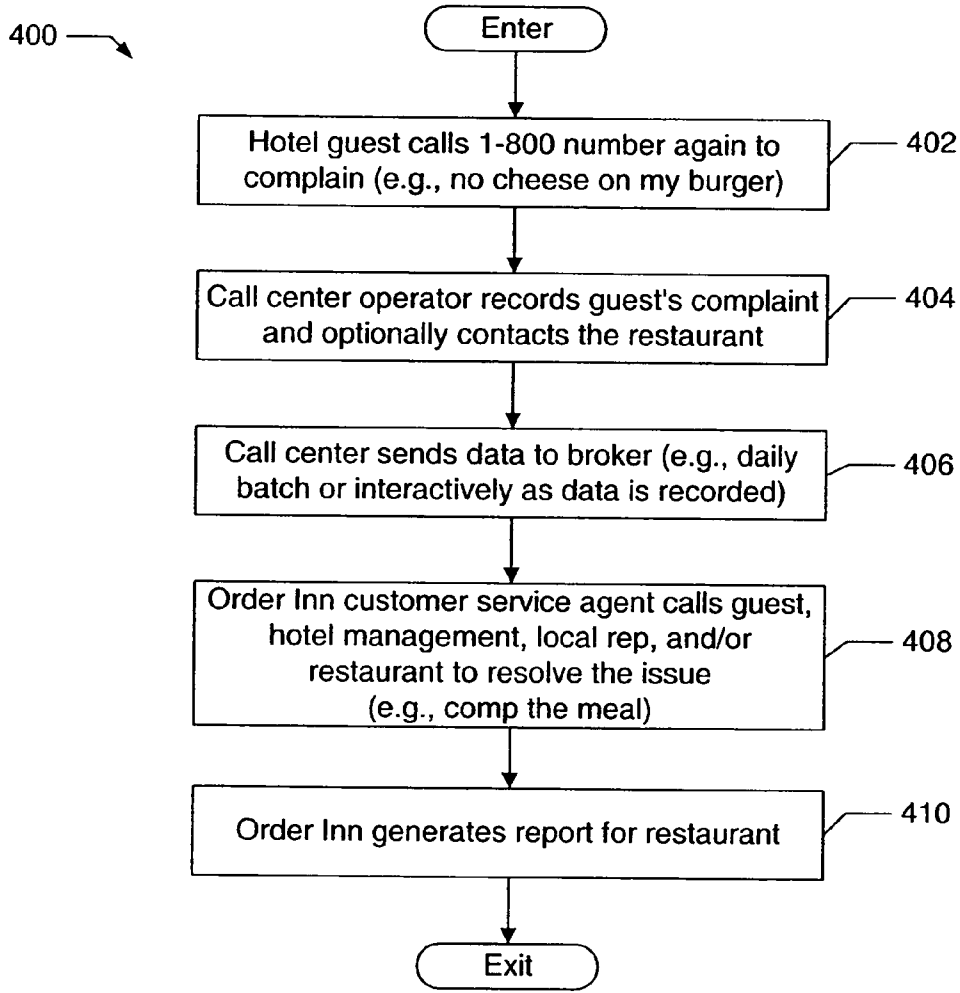 400
Enter
Hotel guest calls 1-800 number again to
complain (e.g., no cheese on my burger)
402
Call center operator records guest's complaint
and optionally contacts the restaurant
404
Call center sends data to broker (e.g., daily
batch or interactively as data is recorded)
406
Order Inn customer service agent calls guest,
hotel management, local rep, and/or
restaurant to resolve the issue
(e.g., comp the meal)
408
Order Inn generates report for restaurant
410
Exit